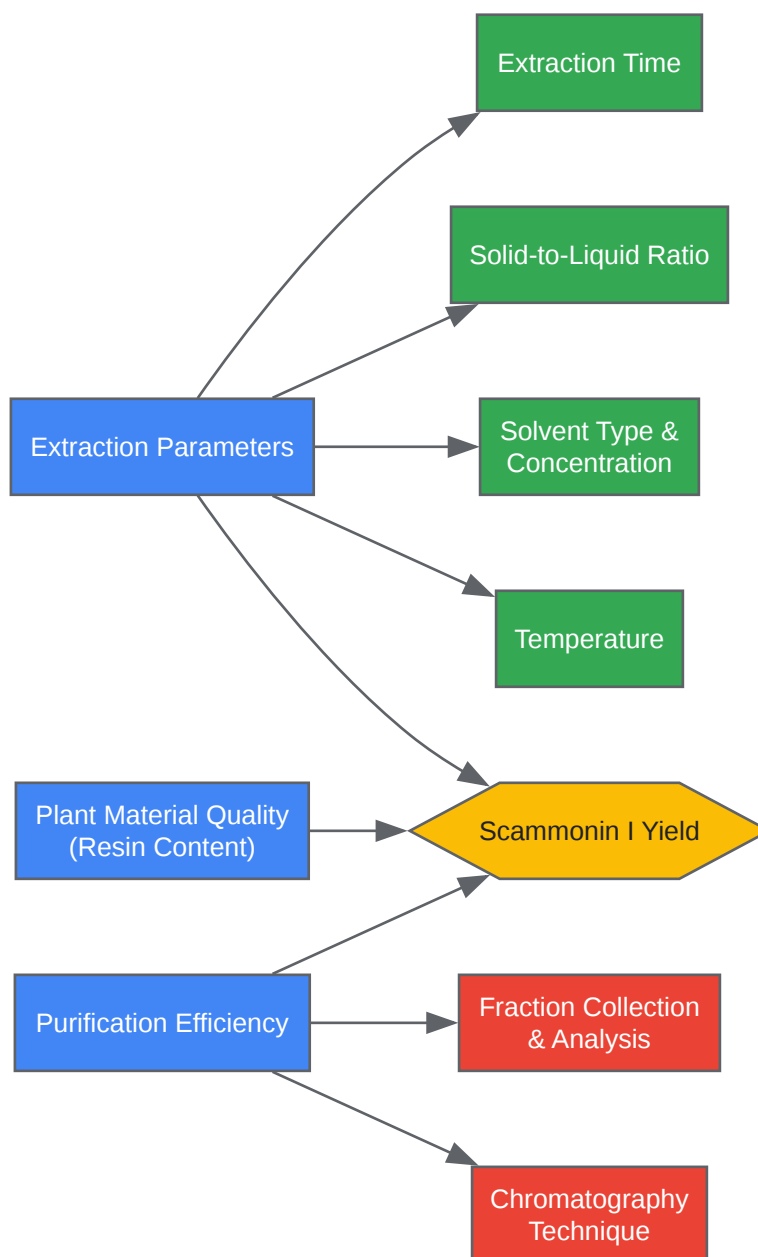 Extraction Time
Solid-to-Liquid Ratio
Extraction Parameters
Solvent Type &
Concentration
Temperature
Plant Material Quality
(Resin Content)
Scammonin I Yield
Purification Efficiency
Fraction Collection
& Analysis
Chromatography
Technique